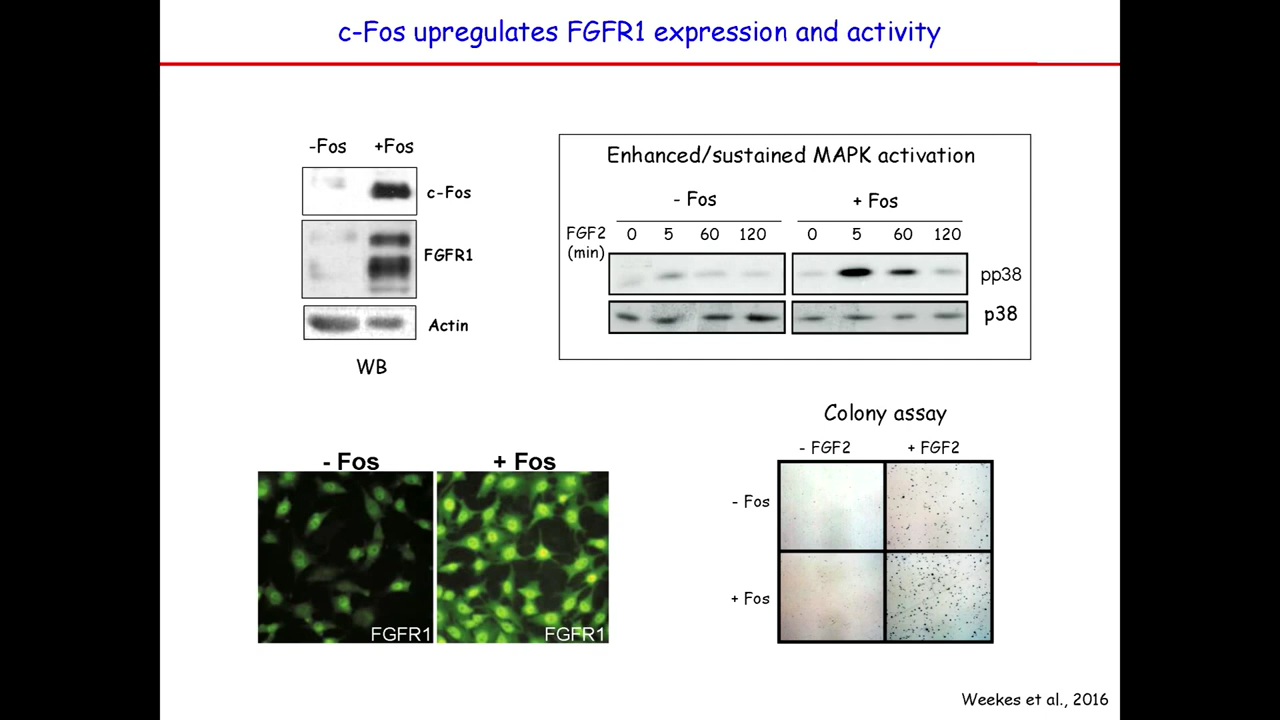 c-Fos upregulates FGFR1 expression and activity
-Fos +Fos
c-Fos
FGFR1
Actin
WB
Enhanced/sustained MAPK activation
- Fos + Fos
FGF2 0 5 60 120 0 5 60 120
(min)
pp38
p38
- Fos + Fos
FGFR1 FGFR1
Colony assay
- FGF2 + FGF2
- Fos
+ Fos
Weekes et al., 2016